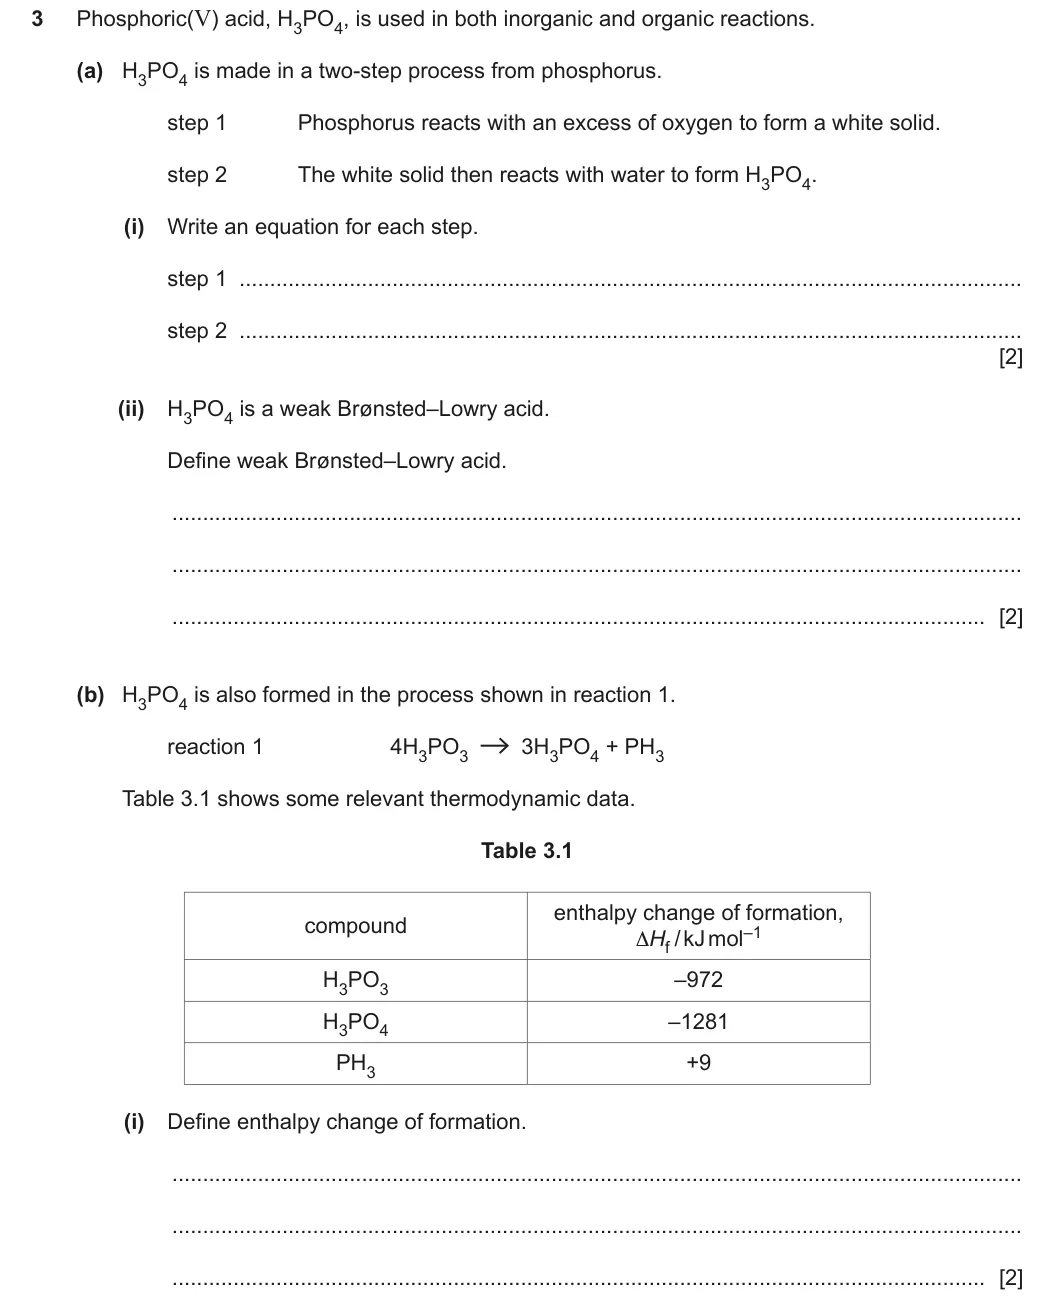 3 Phosphoric(V) acid, H3PO4, is used in both inorganic and organic reactions.
(a) H3PO4 is made in a two-step process from phosphorus.
step 1 Phosphorus reacts with an excess of oxygen to form a white solid.
step 2 The white solid then reacts with water to form H3PO4.
(i) Write an equation for each step.
step 1 ................................................................................................................................
step 2 ................................................................................................................................
[2]
(ii) H3PO4 is a weak Brønsted–Lowry acid.
Define weak Brønsted–Lowry acid.
...........................................................................................................................................
...........................................................................................................................................
..................................................................................................................................... [2]
(b) H3PO4 is also formed in the process shown in reaction 1.
reaction 1 4H3PO3 → 3H3PO4 + PH3
Table 3.1 shows some relevant thermodynamic data.
Table 3.1
compound enthalpy change of formation,
ΔHf / kJ mol–1
H3PO3 –972
H3PO4 –1281
PH3 +9
(i) Define enthalpy change of formation.
...........................................................................................................................................
...........................................................................................................................................
..................................................................................................................................... [2]